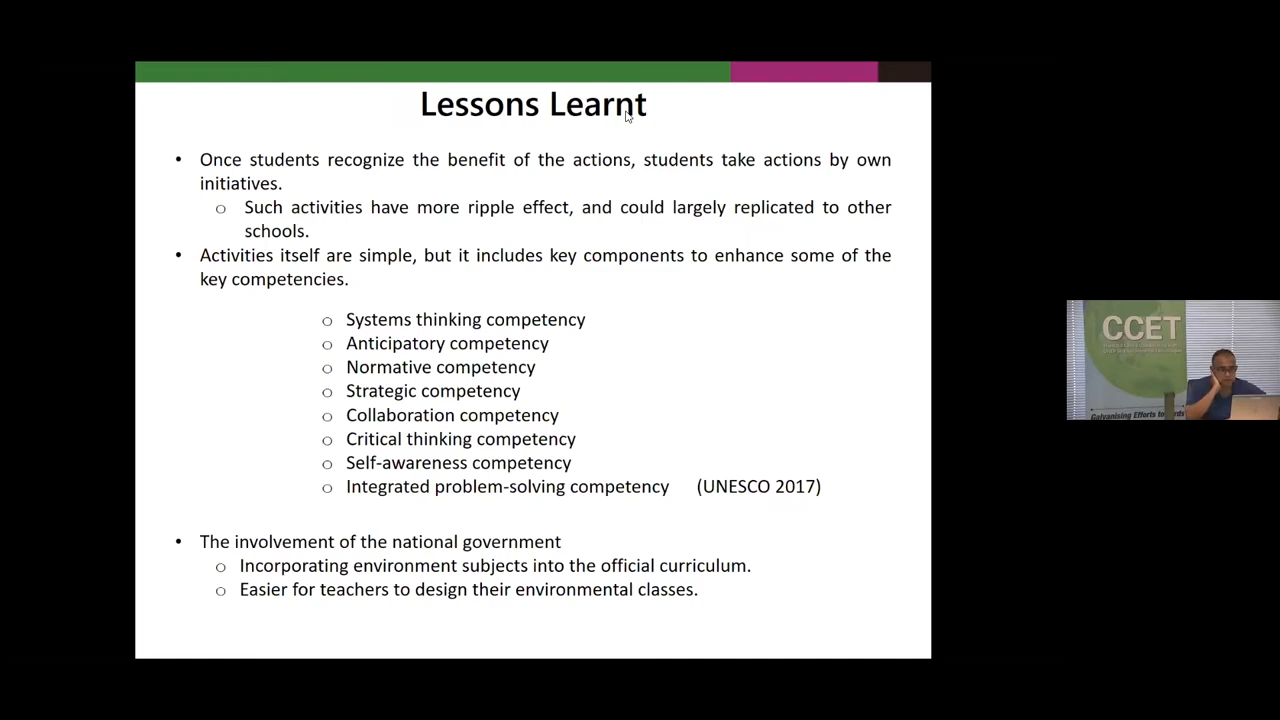 Lessons Learnt
• Once students recognize the benefit of the actions, students take actions by own
initiatives.
o Such activities have more ripple effect, and could largely replicated to other
schools.
• Activities itself are simple, but it includes key components to enhance some of the
key competencies.
o Systems thinking competency
o Anticipatory competency
o Normative competency
o Strategic competency
o Collaboration competency
o Critical thinking competency
o Self-awareness competency
o Integrated problem-solving competency (UNESCO 2017)
• The involvement of the national government
o Incorporating environment subjects into the official curriculum.
o Easier for teachers to design their environmental classes.
CCET
Galvanising Efforts